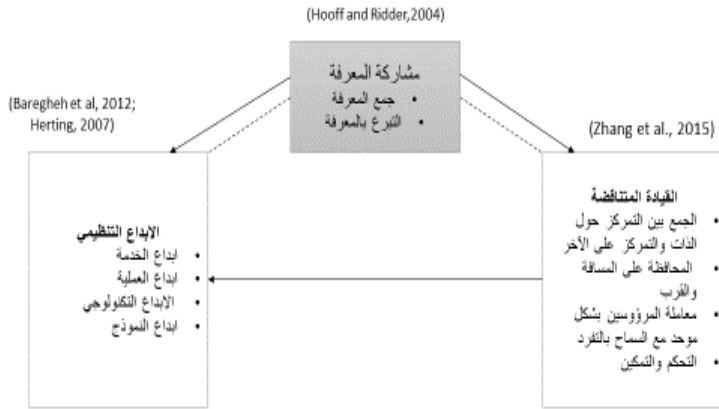 (Hooff and Ridder,2004)
مشاركة المعرفة
• جمع المعرفة
• التبرع بالمعرفة
(Zhang et al., 2015)
القيادة المتناقضة
• الجمع بين التمركز حول
الذات والتمركز على الآخر
• المحافظة على المسافة
والقرب
• معاملة المرؤوسين بشكل
موحد مع السماح بالتفرد
• التحكم والتمكين
(Baregheh et al, 2012;
Herting, 2007)
الابداع التنظيمي
• ابداع الخدمة
• ابداع العملية
• الابداع التكنولوجي
• ابداع النموذج